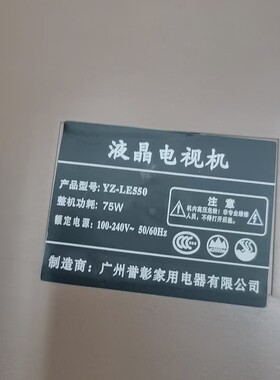 液晶电视机
产品型号: YZ-LE550
整机功耗: 75W
额定电源: 100-240V~ 50/60Hz
注意
机内高压危险! 非专业维修
人员, 不得打开后盖!
制造商: 广州誉彰家用电器有限公司